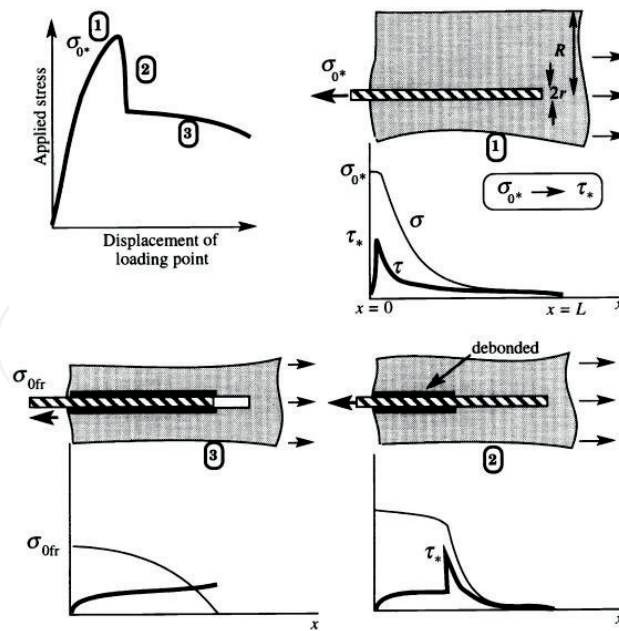 1
σ0*
2
3
Applied stress
Displacement of
loading point
σ0*
R
2r
1
σ0*
σ0* → τ*
σ
τ*
τ
x = 0
x = L
x
debonded
σ0fr
3
2
σ0fr
x
τ*
x